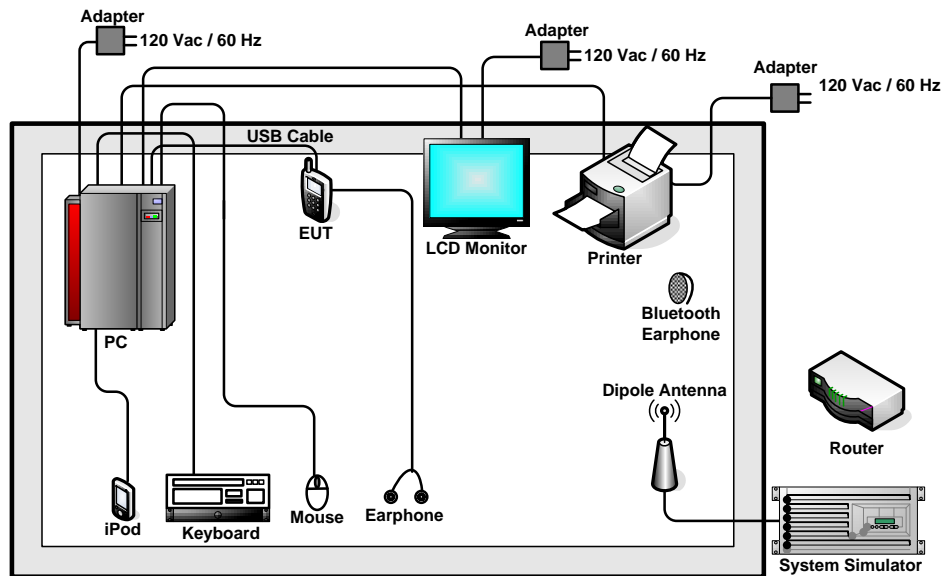 Adapter
120 Vac / 60 Hz
Adapter
120 Vac / 60 Hz
Adapter
120 Vac / 60 Hz
USB Cable
EUT
LCD Monitor
Printer
PC
Bluetooth
Earphone
Dipole Antenna
Router
iPod
Keyboard
Mouse
Earphone
System Simulator